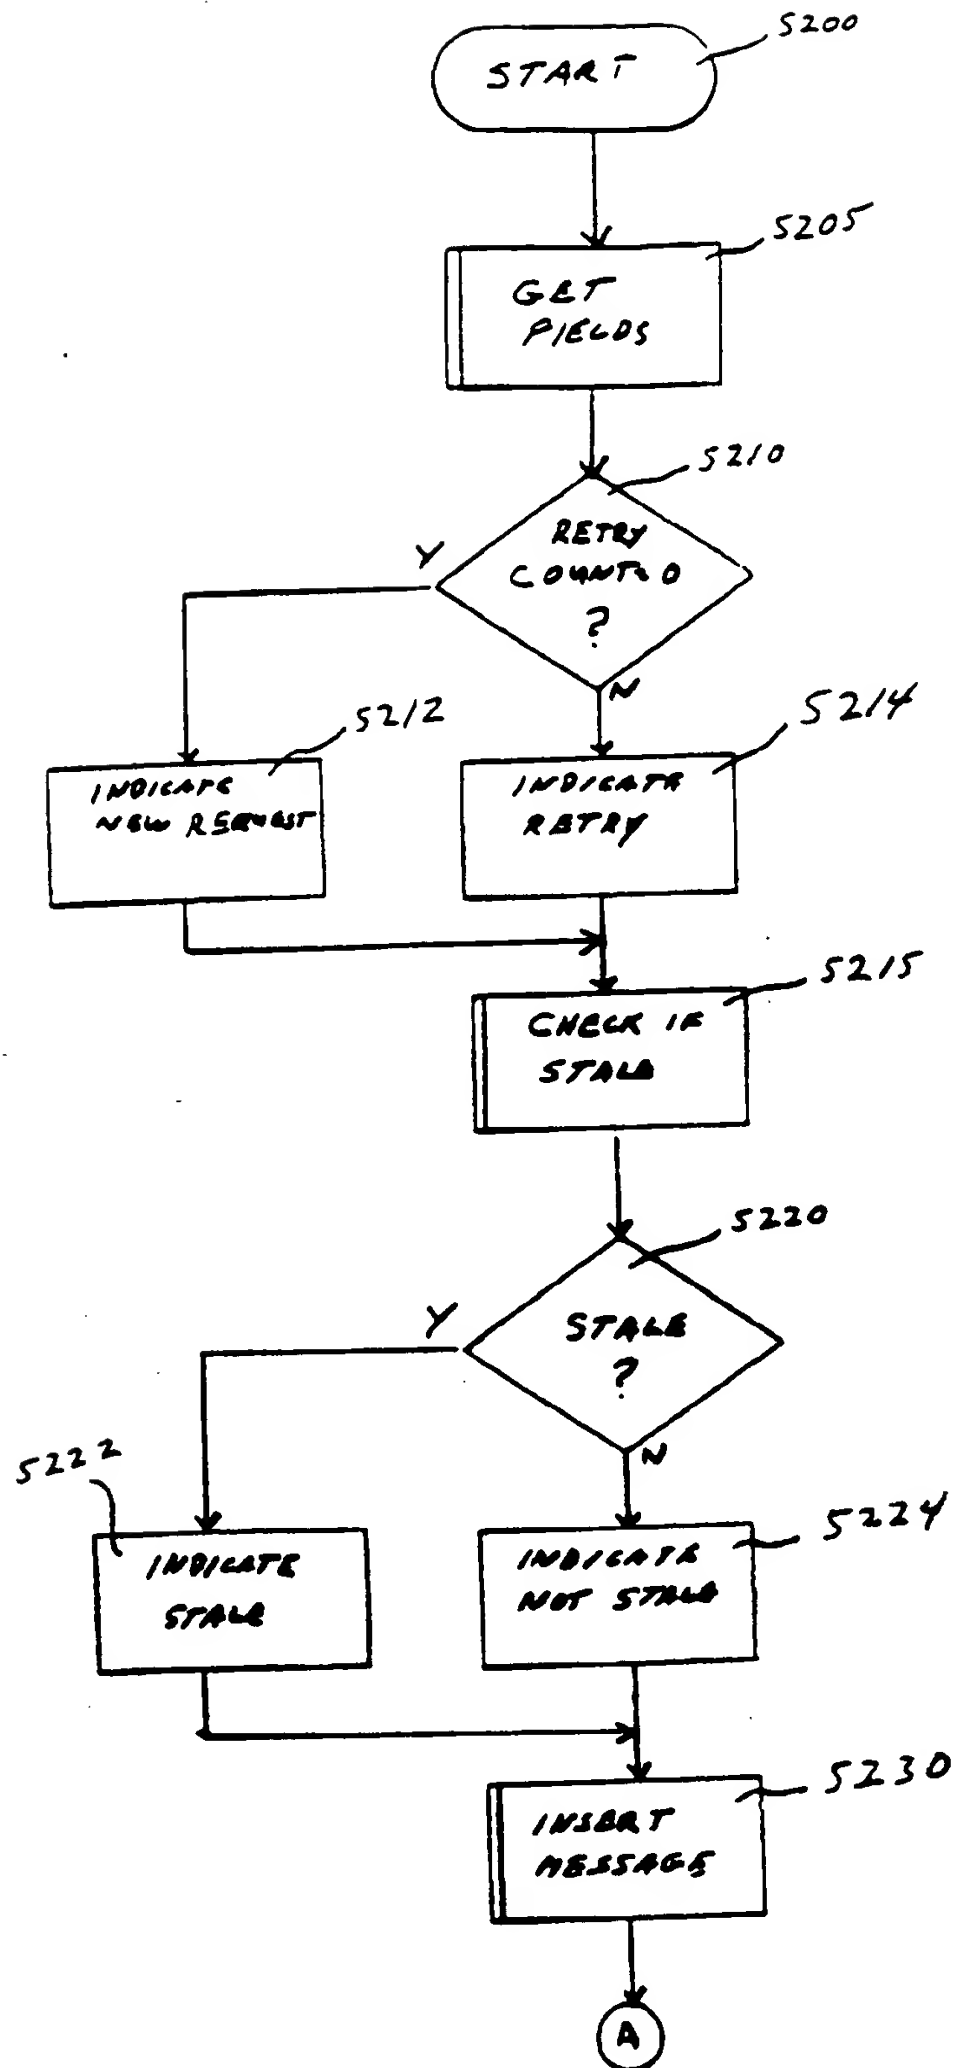 5200
START
5205
GET
FIELDS
5210
RETRY
COUNT=0
?
Y
N
5212
5214
INDICATE
NEW REQUEST
INDICATE
RETRY
5215
CHECK IF
STALE
5220
STALE
?
Y
N
5222
5224
INDICATE
STALE
INDICATE
NOT STALE
5230
INSERT
MESSAGE
A